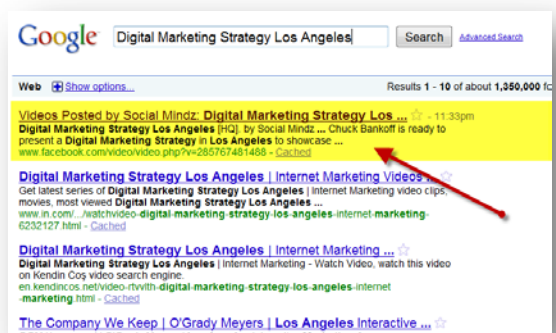 Google Digital Marketing Strategy Los Angeles Search Advanced Search
Web Show options... Results 1 - 10 of about 1,350,000 fo
Videos Posted by Social Mindz: Digital Marketing Strategy Los ... - 11:33pm
Digital Marketing Strategy Los Angeles [HQ]. by Social Mindz ... Chuck Bankoff is ready to
present a Digital Marketing Strategy in Los Angeles to showcase ...
www.facebook.com/video/video.php?v=285767481488 - Cached
Digital Marketing Strategy Los Angeles | Internet Marketing Videos ...
Get latest series of Digital Marketing Strategy Los Angeles | Internet Marketing video clips,
movies, most viewed Digital Marketing Strategy Los Angeles ...
www.in.com/.../watchvideo-digital-marketing-strategy-los-angeles-internet-marketing-
6232127.html - Cached
Digital Marketing Strategy Los Angeles | Internet Marketing ...
Digital Marketing Strategy Los Angeles | Internet Marketing - Watch Video, watch this video
on Kendin Coş video search engine.
en.kendincos.net/video-rtvvlth-digital-marketing-strategy-los-angeles-internet
-marketing.html - Cached
The Company We Keep | O'Grady Meyers | Los Angeles Interactive ...